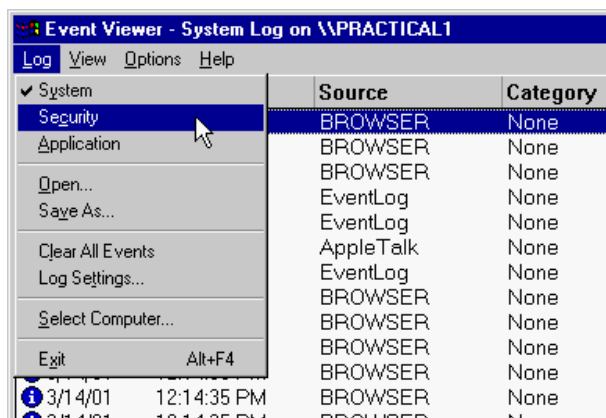 Event Viewer - System Log on \\PRACTICAL1
Log View Options Help
✔ System
Security
Application
Open...
Save As...
Clear All Events
Log Settings...
Select Computer...
Exit Alt+F4
Source Category
BROWSER None
BROWSER None
BROWSER None
EventLog None
EventLog None
AppleTalk None
EventLog None
BROWSER None
BROWSER None
BROWSER None
BROWSER None
3/14/01 12:14:35 PM BROWSER None